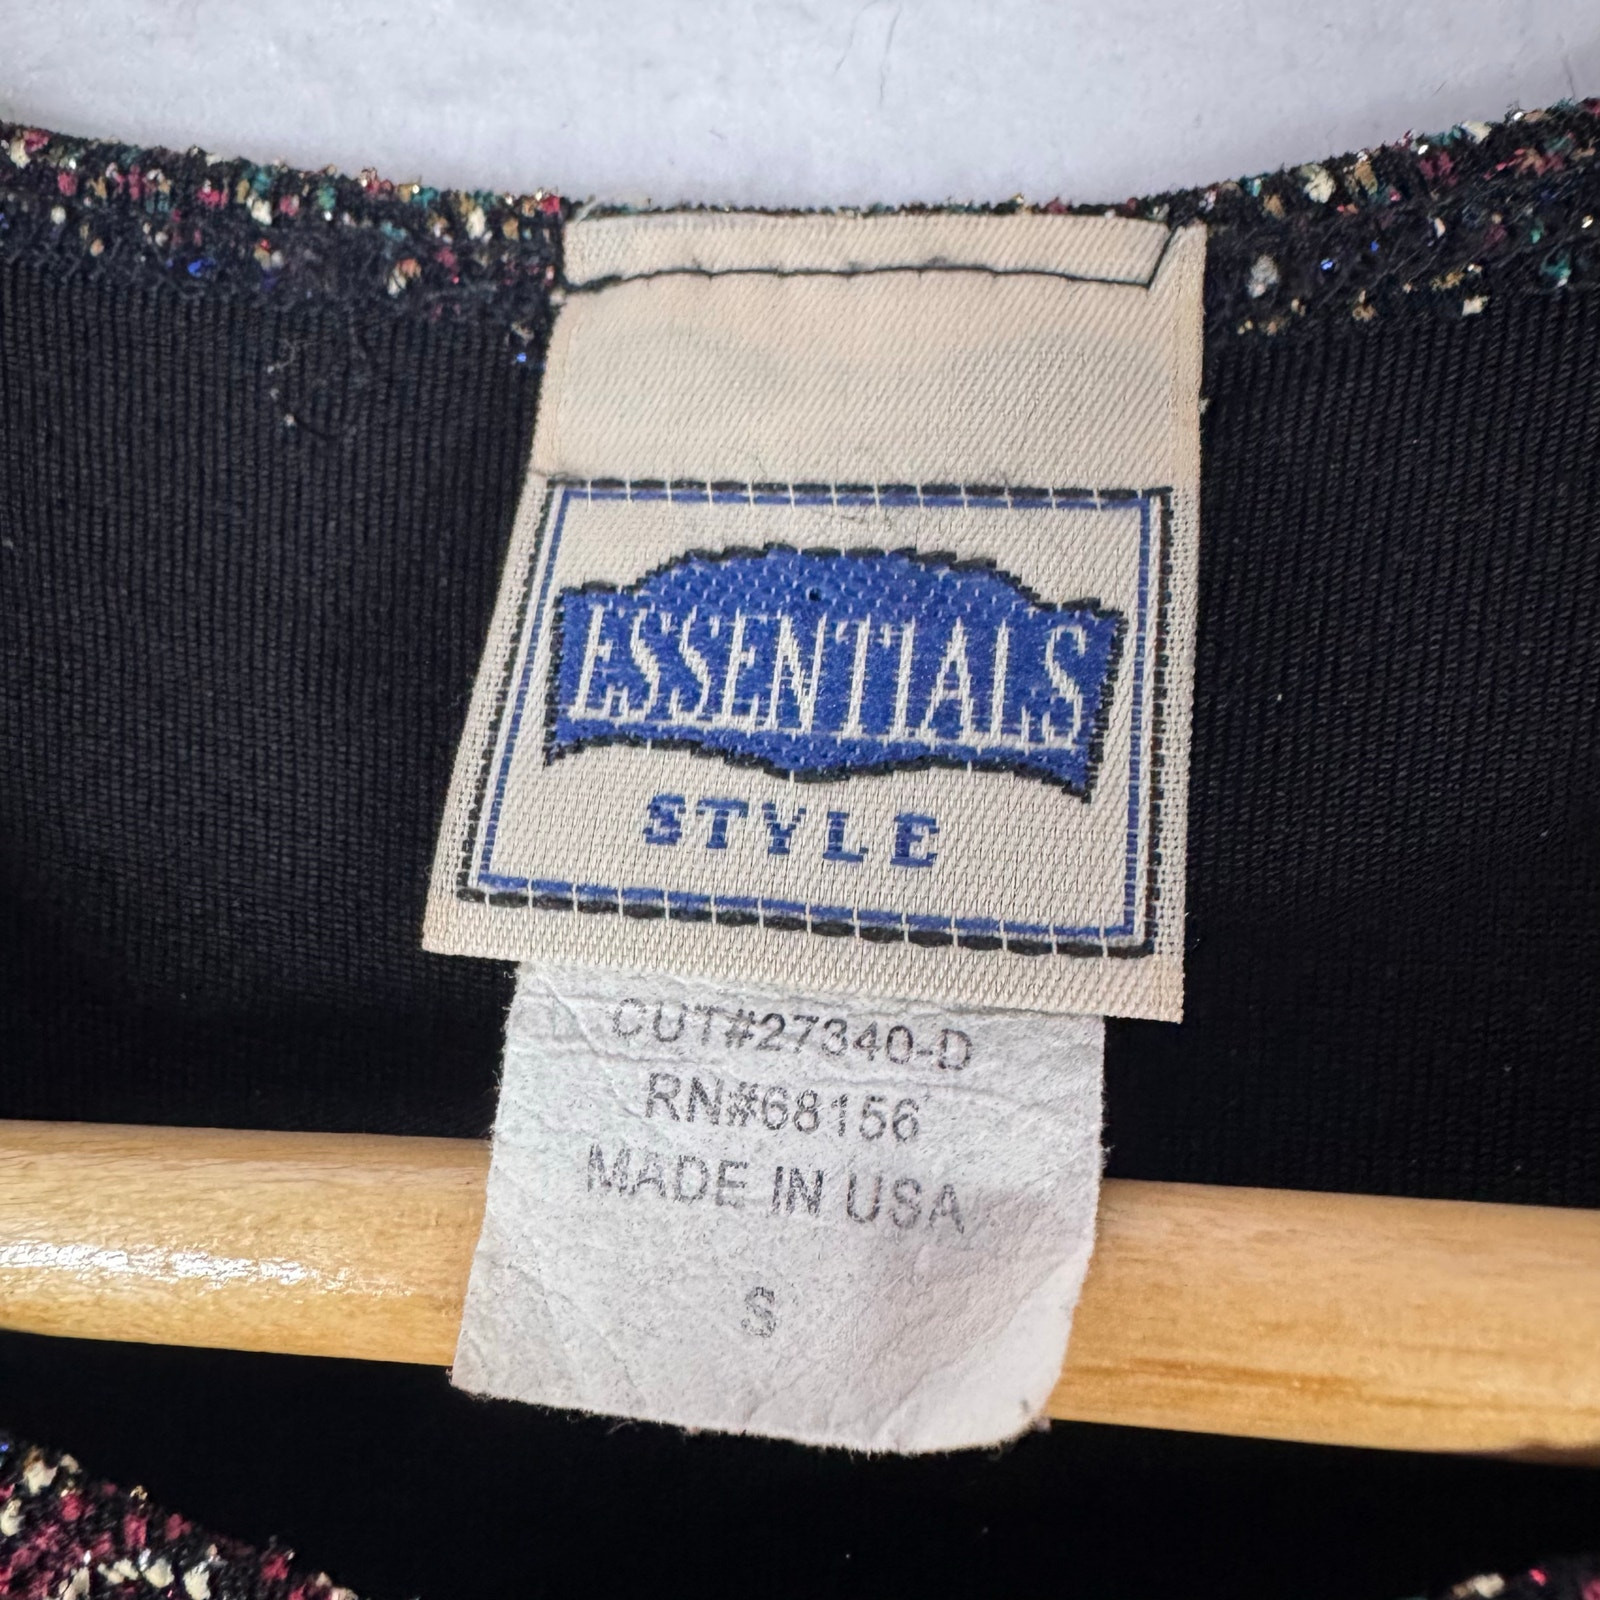 ESSENTIALS
STYLE
CUT#27340-D
RN#68156
MADE IN USA
S